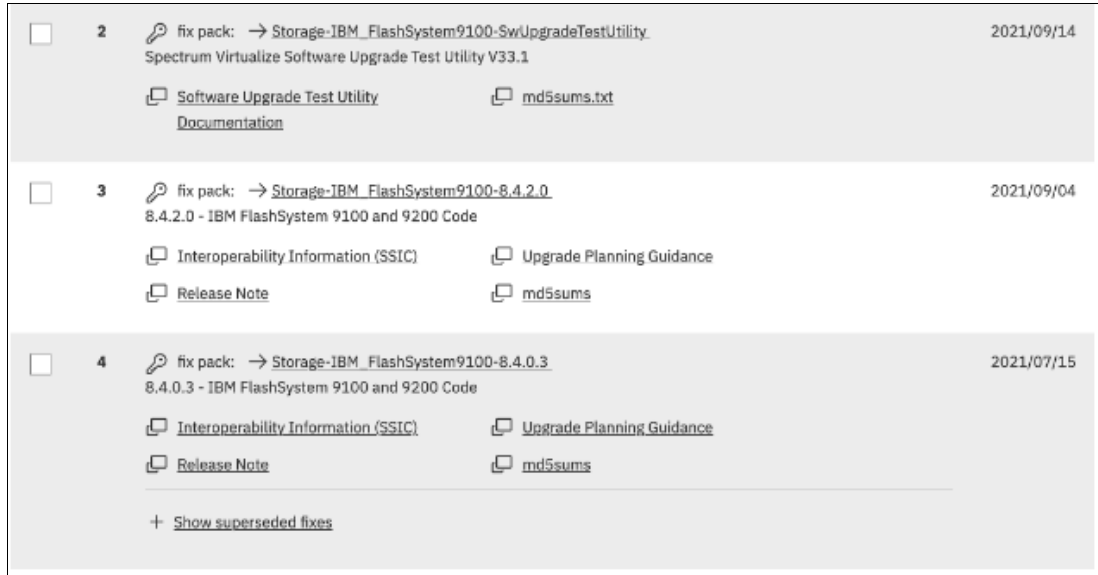 2 fix pack: → Storage-IBM_FlashSystem9100-SwUpgradeTestUtility 2021/09/14
Spectrum Virtualize Software Upgrade Test Utility V33.1
Software Upgrade Test Utility md5sums.txt
Documentation
3 fix pack: → Storage-IBM_FlashSystem9100-8.4.2.0 2021/09/04
8.4.2.0 - IBM FlashSystem 9100 and 9200 Code
Interoperability Information (SSIC) Upgrade Planning Guidance
Release Note md5sums
4 fix pack: → Storage-IBM_FlashSystem9100-8.4.0.3 2021/07/15
8.4.0.3 - IBM FlashSystem 9100 and 9200 Code
Interoperability Information (SSIC) Upgrade Planning Guidance
Release Note md5sums
+ Show superseded fixes